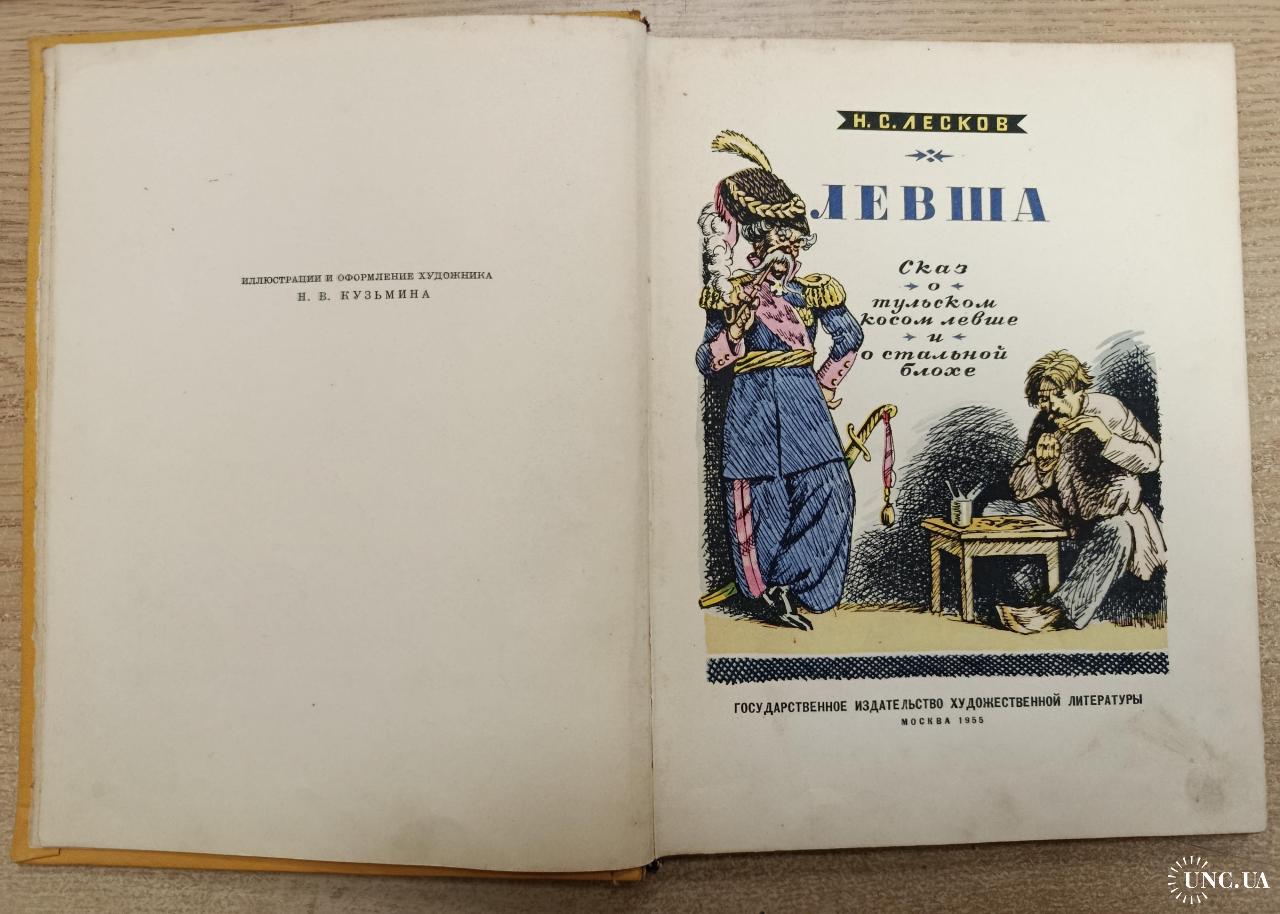 ИЛЛЮСТРАЦИИ И ОФОРМЛЕНИЕ ХУДОЖНИКА
Н. В. КУЗЬМИНА
Н. С. ЛЕСКОВ
ЛЕВША
Сказ
о
тульском
косом левше
и
о стальной
блохе
ГОСУДАРСТВЕННОЕ ИЗДАТЕЛЬСТВО ХУДОЖЕСТВЕННОЙ ЛИТЕРАТУРЫ
МОСКВА 1955
UNC.UA